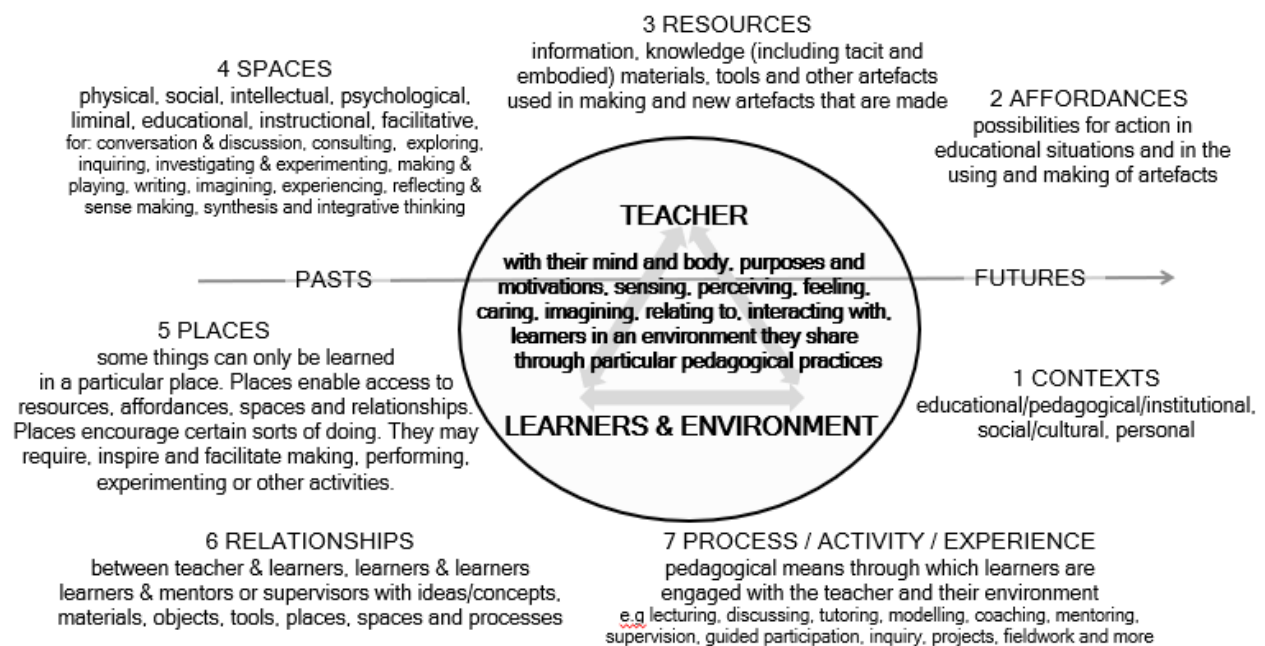 3 RESOURCES
information, knowledge (including tacit and
embodied) materials, tools and other artefacts
used in making and new artefacts that are made
4 SPACES
physical, social, intellectual, psychological,
liminal, educational, instructional, facilitative,
for: conversation & discussion, consulting, exploring,
inquiring, investigating & experimenting, making &
playing, writing, imagining, experiencing, reflecting &
sense making, synthesis and integrative thinking
2 AFFORDANCES
possibilities for action in
educational situations and in the
using and making of artefacts
TEACHER
with their mind and body, purposes and
motivations, sensing, perceiving, feeling,
caring, imagining, relating to, interacting with,
learners in an environment they share
through particular pedagogical practices
LEARNERS & ENVIRONMENT
PASTS
FUTURES
5 PLACES
some things can only be learned
in a particular place. Places enable access to
resources, affordances, spaces and relationships.
Places encourage certain sorts of doing. They may
require, inspire and facilitate making, performing,
experimenting or other activities.
1 CONTEXTS
educational/pedagogical/institutional,
social/cultural, personal
6 RELATIONSHIPS
between teacher & learners, learners & learners
learners & mentors or supervisors with ideas/concepts,
materials, objects, tools, places, spaces and processes
7 PROCESS / ACTIVITY / EXPERIENCE
pedagogical means through which learners are
engaged with the teacher and their environment
e.g lecturing, discussing, tutoring, modelling, coaching, mentoring,
supervision, guided participation, inquiry, projects, fieldwork and more